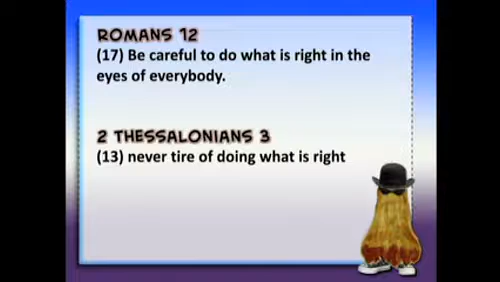 ROMANS 12
(17) Be careful to do what is right in the
eyes of everybody.
2 THESSALONIANS 3
(13) never tire of doing what is right